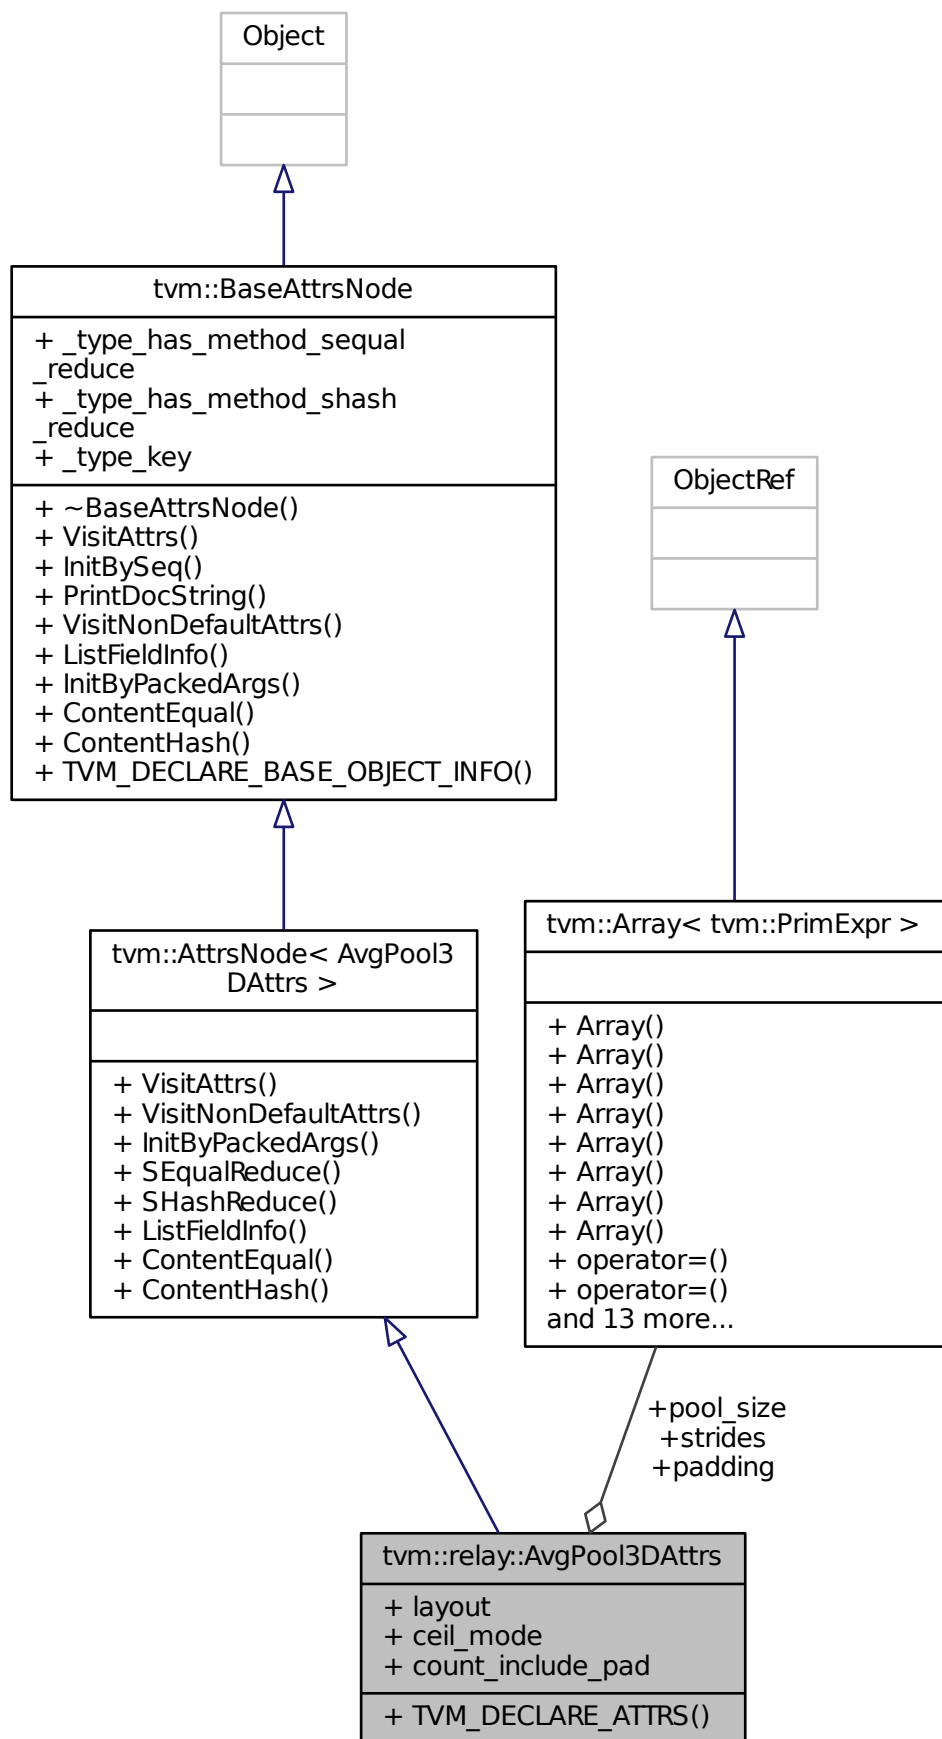 Object
tvm::BaseAttrsNode
+ _type_has_method_sequal
_reduce
+ _type_has_method_shash
_reduce
+ _type_key
+ ~BaseAttrsNode()
+ VisitAttrs()
+ InitBySeq()
+ PrintDocString()
+ VisitNonDefaultAttrs()
+ ListFieldInfo()
+ InitByPackedArgs()
+ ContentEqual()
+ ContentHash()
+ TVM_DECLARE_BASE_OBJECT_INFO()
ObjectRef
tvm::AttrsNode< AvgPool3
DAttrs >
+ VisitAttrs()
+ VisitNonDefaultAttrs()
+ InitByPackedArgs()
+ SEqualReduce()
+ SHashReduce()
+ ListFieldInfo()
+ ContentEqual()
+ ContentHash()
tvm::Array< tvm::PrimExpr >
+ Array()
+ Array()
+ Array()
+ Array()
+ Array()
+ Array()
+ Array()
+ Array()
+ operator=()
+ operator=()
and 13 more...
+pool_size
+strides
+padding
tvm::relay::AvgPool3DAttrs
+ layout
+ ceil_mode
+ count_include_pad
+ TVM_DECLARE_ATTRS()